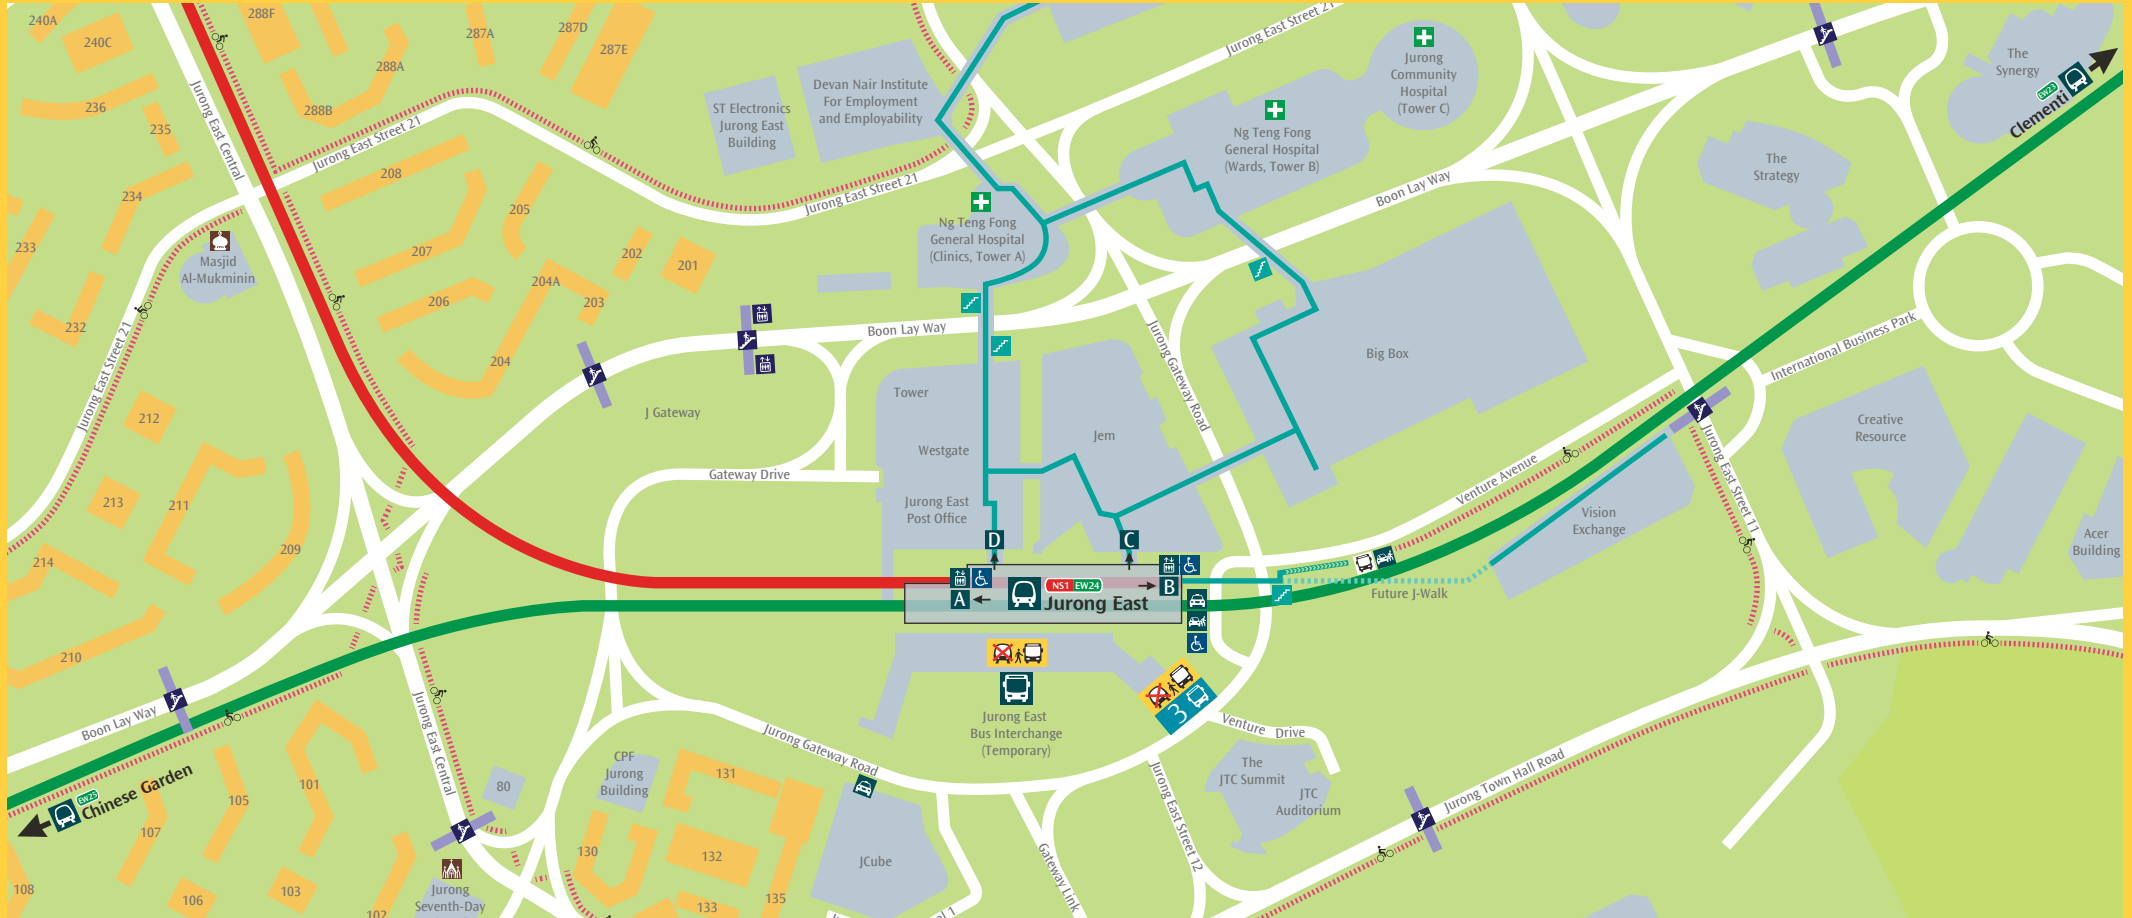 240A
288F
287A
287D
287E
240C
288A
236
288B
235
Jurong East Central
Jurong East Street 21
234
208
205
233
207
202
201
204A
206
203
232
204
Masjid
Al-Mukminin
Jurong East Street 21
212
213
211
209
214
210
ST Electronics
Jurong East
Building
Devan Nair Institute
For Employment
and Employability
Jurong East Street 21
Jurong East Street 21
Jurong
Community
Hospital
(Tower C)
Ng Teng Fong
General Hospital
(Wards, Tower B)
Ng Teng Fong
General Hospital
(Clinics, Tower A)
Boon Lay Way
Boon Lay Way
The
Synergy
EW23
Clementi
The
Strategy
International Business Park
Creative
Resource
Acer
Building
J Gateway
Gateway Drive
Tower
Westgate
Jurong East
Post Office
Jem
Jurong Gateway Road
Big Box
Venture Avenue
Vision
Exchange
Jurong East Street 11
D
C
A
B
NS1 EW24
Jurong East
Future J-Walk
Jurong East
Bus Interchange
(Temporary)
3
Venture Drive
The
JTC Summit
JTC
Auditorium
Jurong Town Hall Road
Jurong East Street 12
Jurong Gateway Road
Gateway Link
JCube
CPF
Jurong
Building
131
130
132
133
135
80
Jurong
Seventh-Day
Jurong East Central
Boon Lay Way
EW25
Chinese Garden
101
105
107
108
106
103
102
al 1